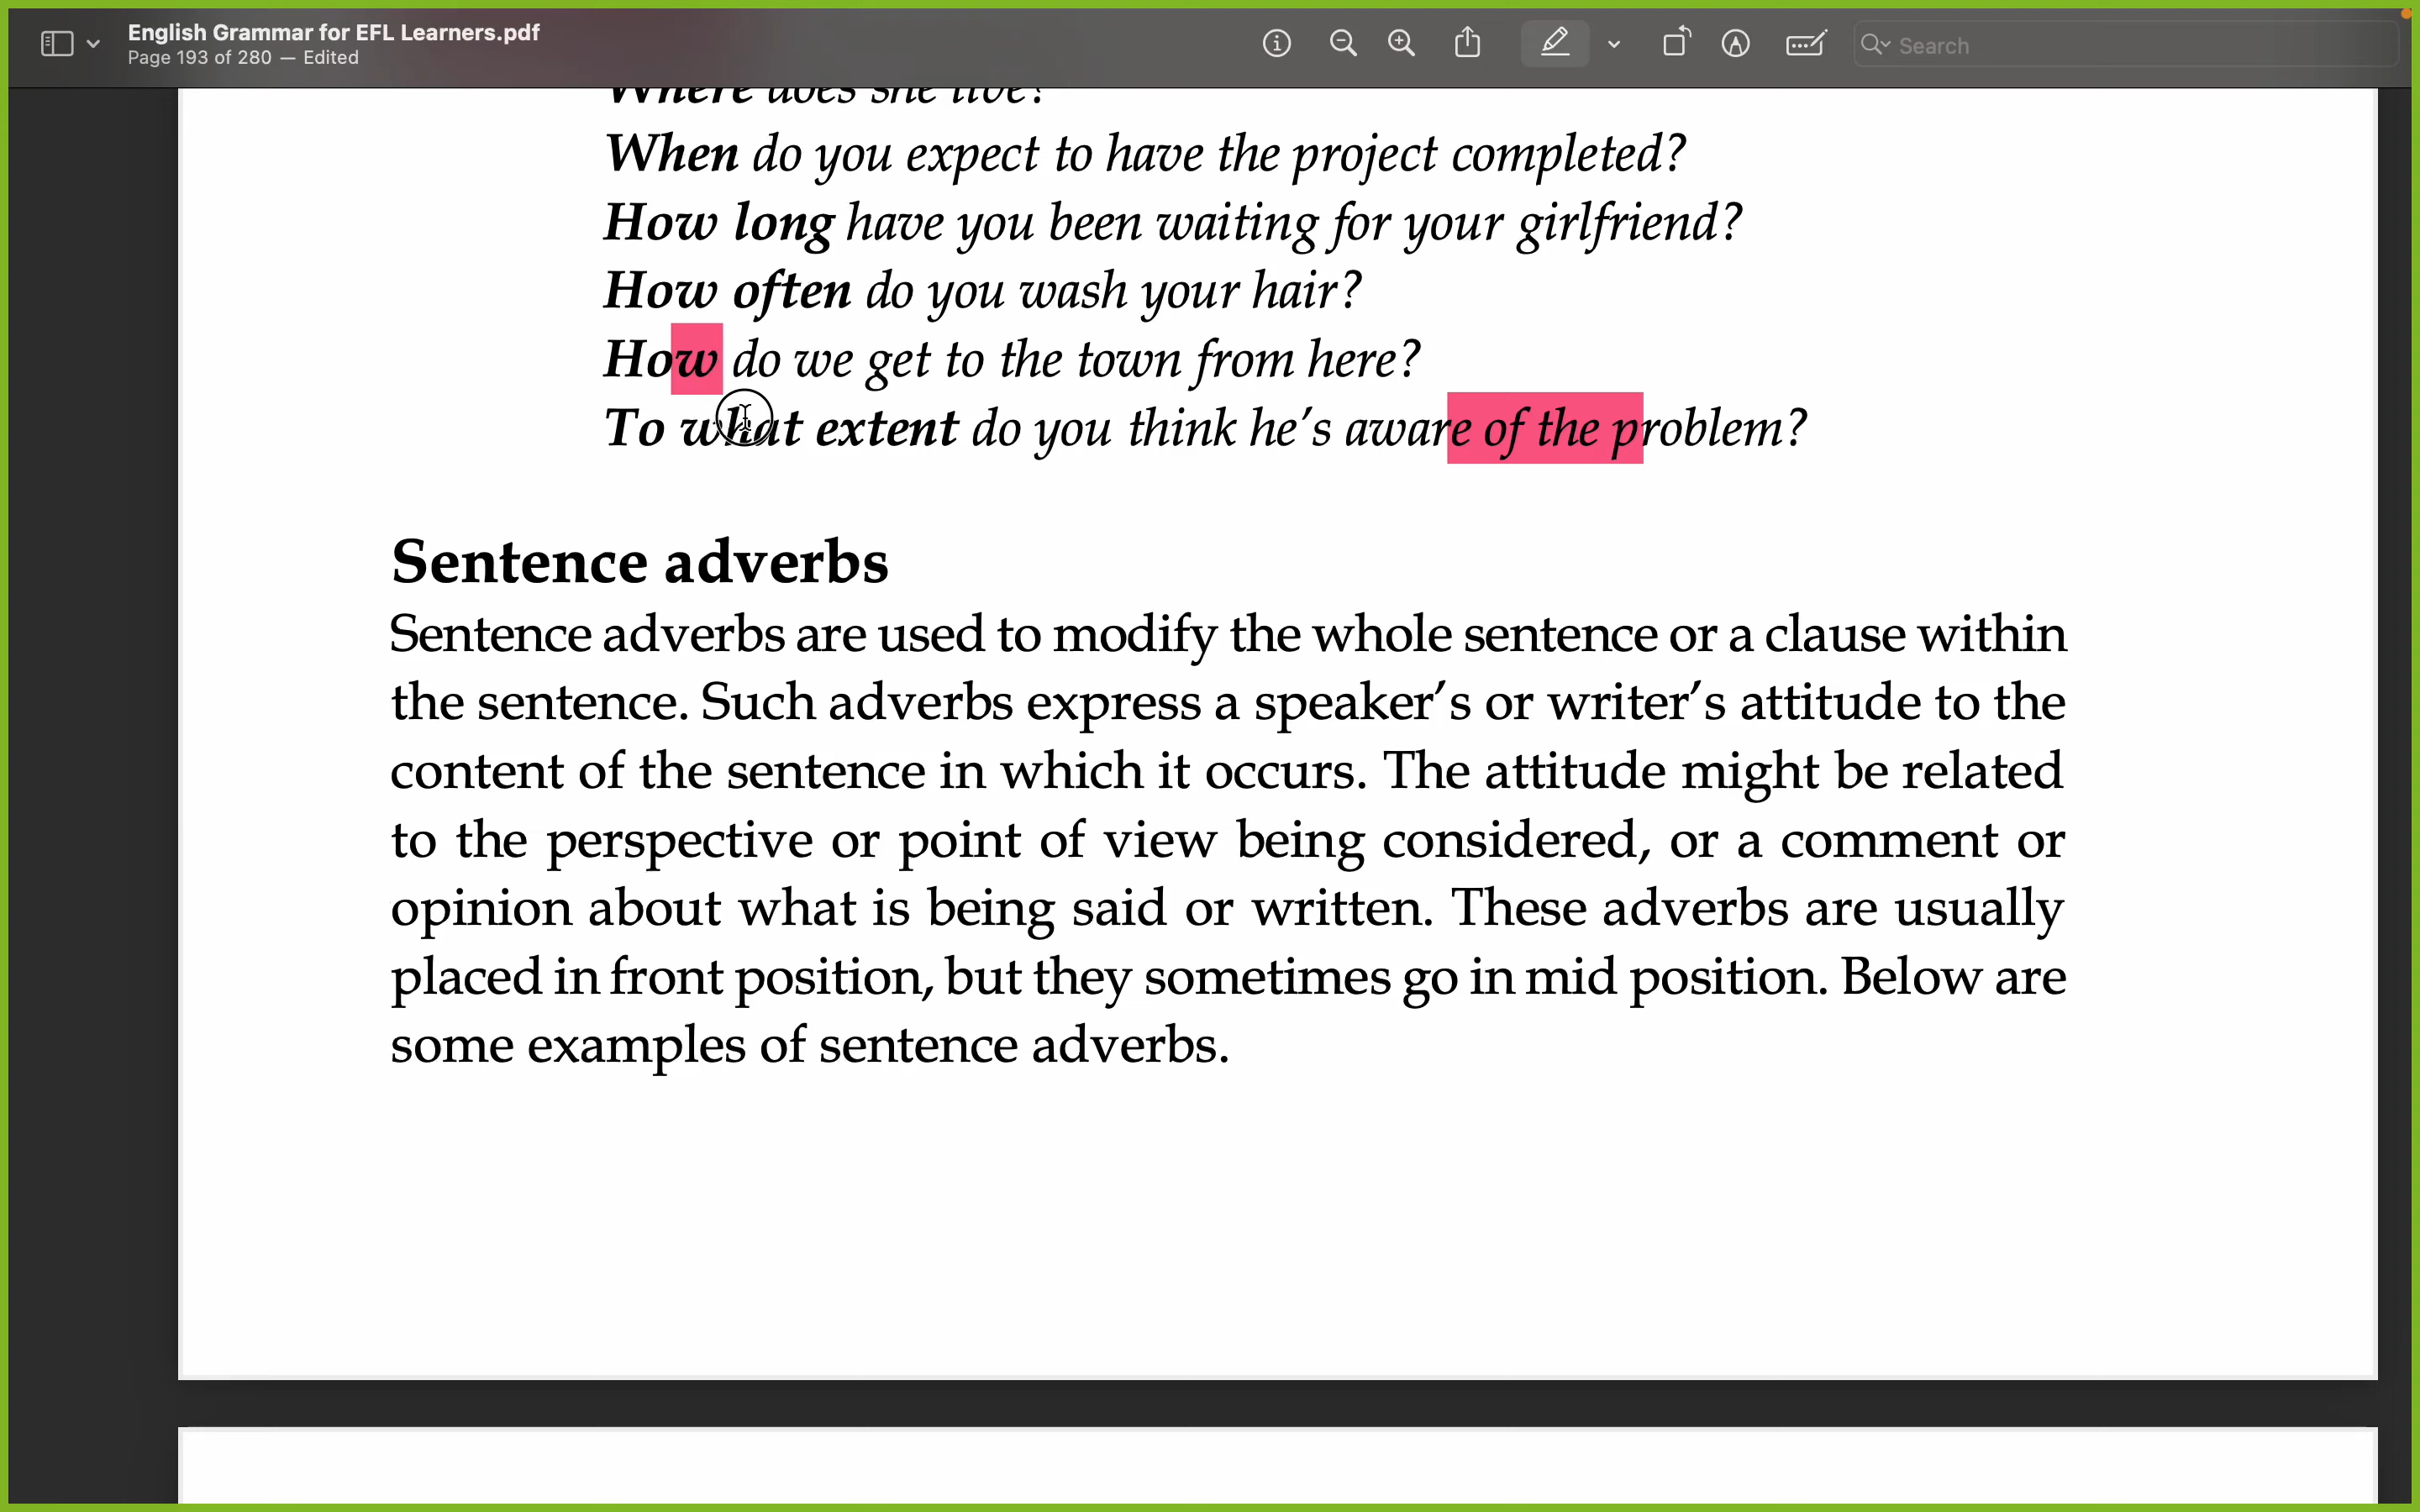 English Grammar for EFL Learners.pdf
Page 193 of 280 — Edited
Search
Where does she live?
When do you expect to have the project completed?
How long have you been waiting for your girlfriend?
How often do you wash your hair?
How do we get to the town from here?
To what extent do you think he's aware of the problem?
Sentence adverbs
Sentence adverbs are used to modify the whole sentence or a clause within
the sentence. Such adverbs express a speaker's or writer's attitude to the
content of the sentence in which it occurs. The attitude might be related
to the perspective or point of view being considered, or a comment or
opinion about what is being said or written. These adverbs are usually
placed in front position, but they sometimes go in mid position. Below are
some examples of sentence adverbs.